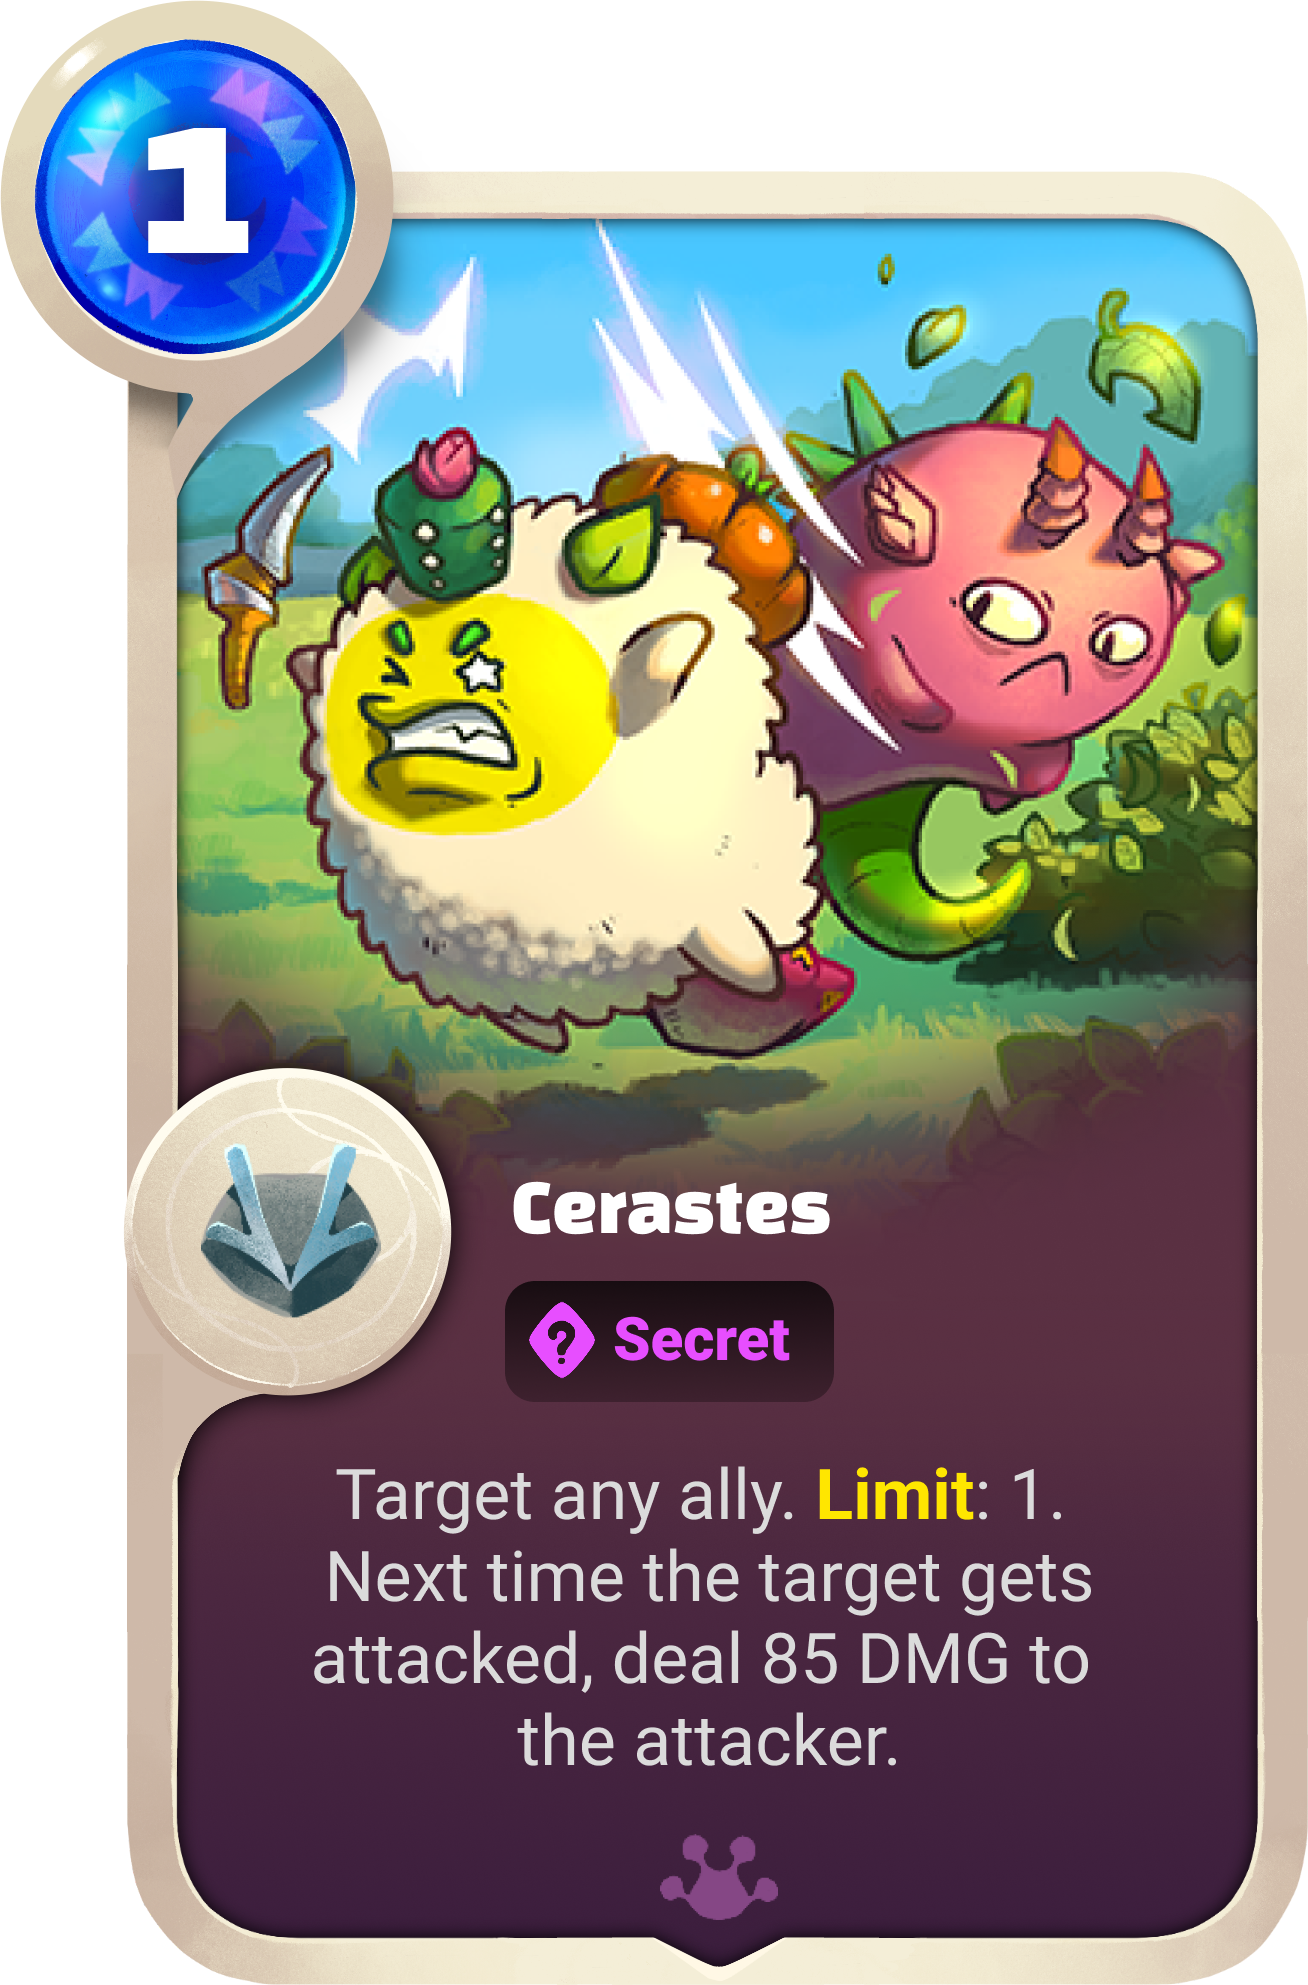 1
Cerastes
? Secret
Target any ally. Limit: 1.
Next time the target gets
attacked, deal 85 DMG to
the attacker.